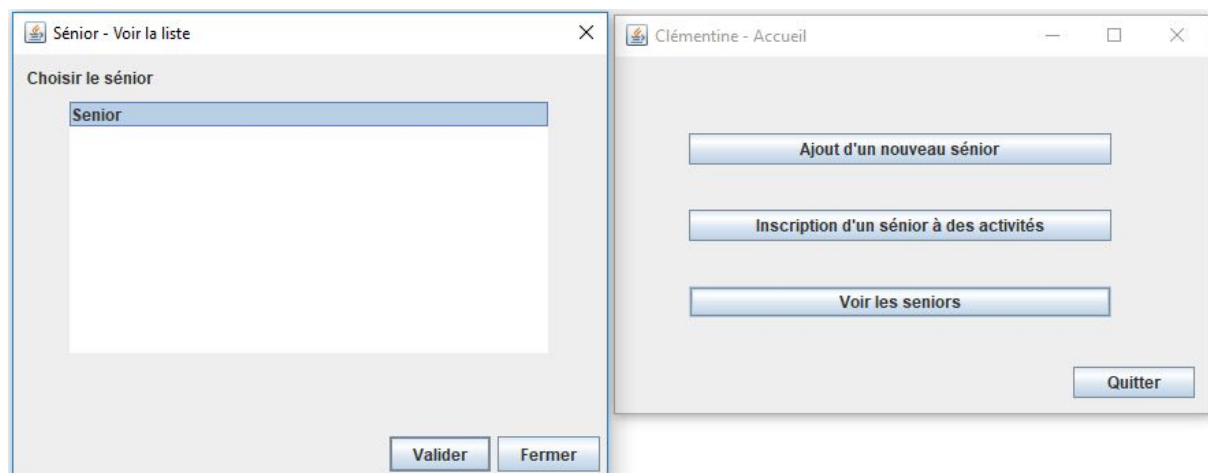 Sénior - Voir la liste
Choisir le sénior
Senior
Valider
Fermer
Clémentine - Accueil
Ajout d'un nouveau sénior
Inscription d'un sénior à des activités
Voir les seniors
Quitter